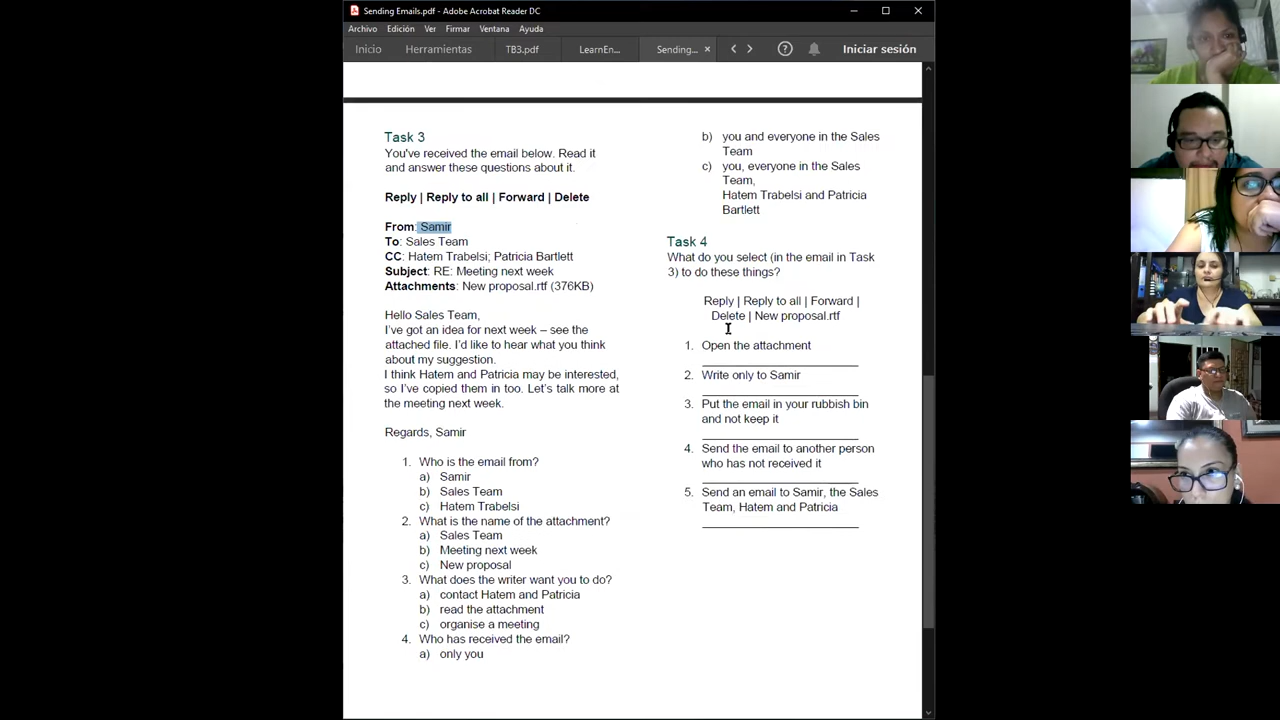 Sending Emails.pdf - Adobe Acrobat Reader DC
Archivo Edición Ver Firmar Ventana Ayuda
Inicio Herramientas TB3.pdf LearnEn... Sending... × Iniciar sesión
Task 3
You've received the email below. Read it
and answer these questions about it.
Reply | Reply to all | Forward | Delete
From: Samir
To: Sales Team
CC: Hatem Trabelsi; Patricia Bartlett
Subject: RE: Meeting next week
Attachments: New proposal.rtf (376KB)
Hello Sales Team,
I've got an idea for next week – see the
attached file. I'd like to hear what you think
about my suggestion.
I think Hatem and Patricia may be interested,
so I've copied them in too. Let's talk more at
the meeting next week.
Regards, Samir
1. Who is the email from?
a) Samir
b) Sales Team
c) Hatem Trabelsi
2. What is the name of the attachment?
a) Sales Team
b) Meeting next week
c) New proposal
3. What does the writer want you to do?
a) contact Hatem and Patricia
b) read the attachment
c) organise a meeting
4. Who has received the email?
a) only you
b) you and everyone in the Sales
Team
c) you, everyone in the Sales
Team,
Hatem Trabelsi and Patricia
Bartlett
Task 4
What do you select (in the email in Task
3) to do these things?
Reply | Reply to all | Forward |
Delete | New proposal.rtf
1. Open the attachment
2. Write only to Samir
3. Put the email in your rubbish bin
and not keep it
4. Send the email to another person
who has not received it
5. Send an email to Samir, the Sales
Team, Hatem and Patricia